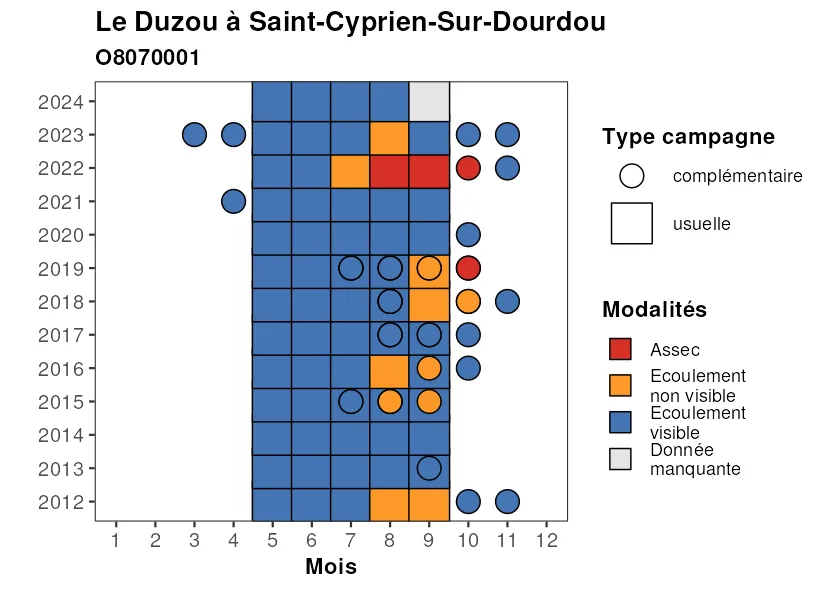 Le Duzou à Saint-Cyprien-Sur-Dourdou
O8070001
2024
2023
2022
2021
2020
2019
2018
2017
2016
2015
2014
2013
2012
1 2 3 4 5 6 7 8 9 10 11 12
Mois
Type campagne
complémentaire
usuelle
Modalités
Assec
Ecoulement
non visible
Ecoulement
visible
Donnée
manquante